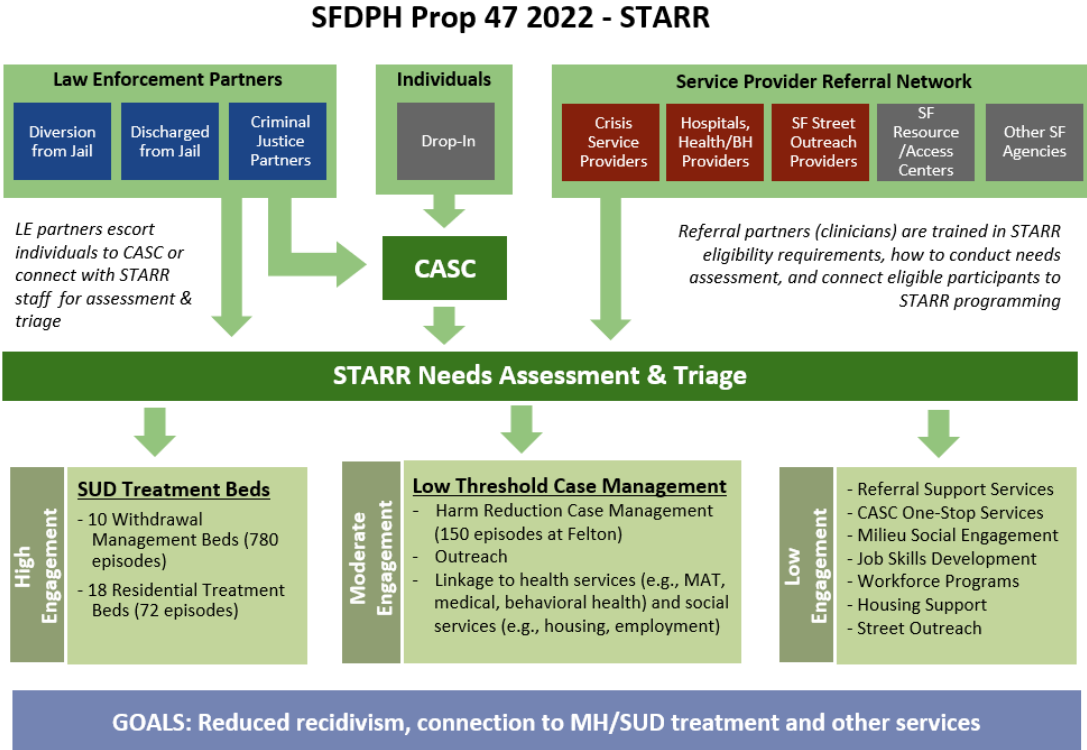 SFDPH Prop 47 2022 - STARR
Law Enforcement Partners
Diversion
from Jail
Discharged
from Jail
Criminal
Justice
Partners
Individuals
Drop-In
Service Provider Referral Network
Crisis
Service
Providers
Hospitals,
Health/BH
Providers
SF Street
Outreach
Providers
SF
Resource
/Access
Centers
Other SF
Agencies
LE partners escort
individuals to CASC or
connect with STARR
staff for assessment &
triage
CASC
Referral partners (clinicians) are trained in STARR
eligibility requirements, how to conduct needs
assessment, and connect eligible participants to
STARR programming
STARR Needs Assessment & Triage
High
Engagement
SUD Treatment Beds
- 10 Withdrawal
Management Beds (780
episodes)
- 18 Residential Treatment
Beds (72 episodes)
Moderate
Engagement
Low Threshold Case Management
- Harm Reduction Case Management
(150 episodes at Felton)
- Outreach
- Linkage to health services (e.g., MAT,
medical, behavioral health) and social
services (e.g., housing, employment)
Low
Engagement
- Referral Support Services
- CASC One-Stop Services
- Milieu Social Engagement
- Job Skills Development
- Workforce Programs
- Housing Support
- Street Outreach
GOALS: Reduced recidivism, connection to MH/SUD treatment and other services